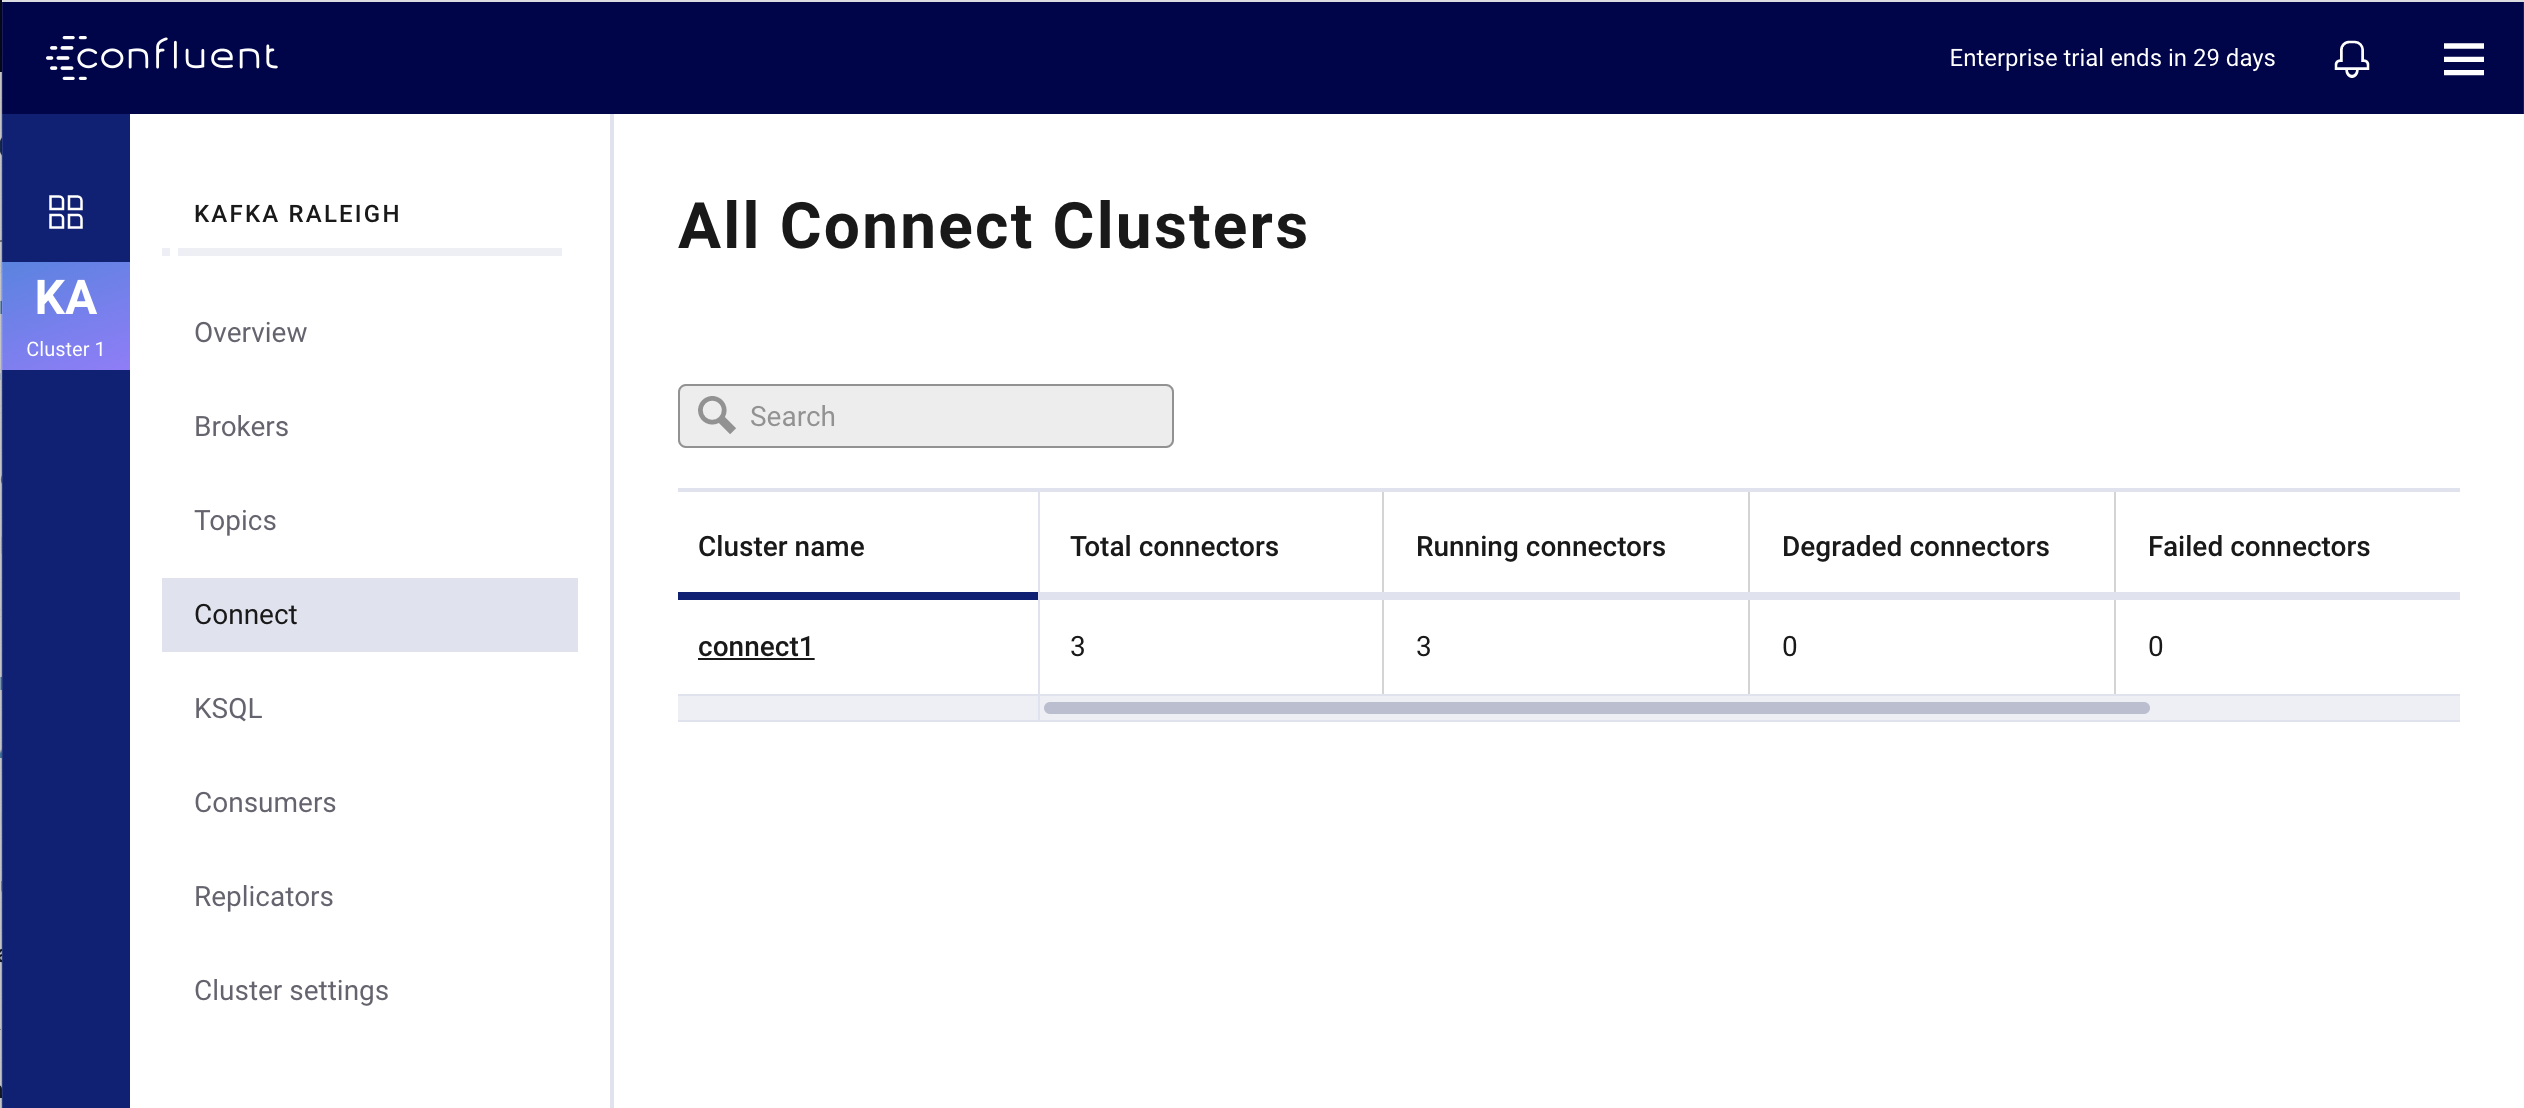 confluent
Enterprise trial ends in 29 days
KA
Cluster 1
KAFKA RALEIGH
Overview
Brokers
Topics
Connect
KSQL
Consumers
Replicators
Cluster settings
All Connect Clusters
Search
Cluster name Total connectors Running connectors Degraded connectors Failed connectors
connect1 3 3 0 0